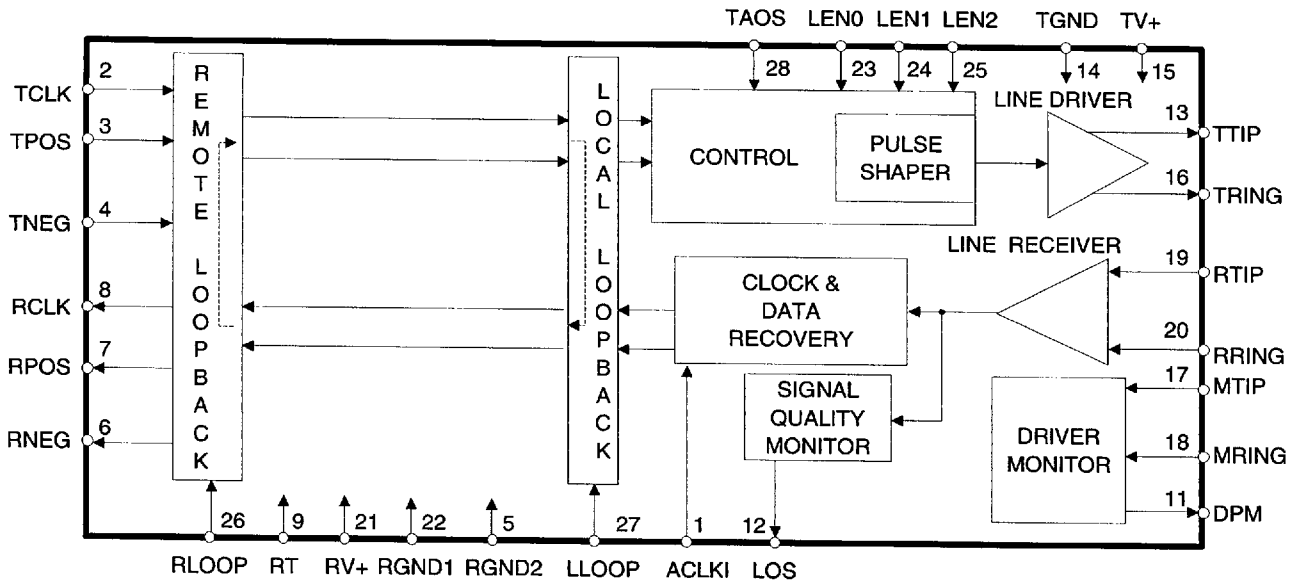 TAOS LEN0 LEN1 LEN2 TGND TV+
28 23 24 25 14 15
TCLK 2
TPOS 3
TNEG 4
RCLK 8
RPOS 7
RNEG 6
REMOTE LOOPBACK
LOCAL LOOPBACK
CONTROL
PULSE
SHAPER
LINE DRIVER
13 TTIP
16 TRING
LINE RECEIVER
19 RTIP
20 RRING
CLOCK &
DATA
RECOVERY
SIGNAL
QUALITY
MONITOR
DRIVER
MONITOR
17 MTIP
18 MRING
11 DPM
26 9 21 22 5 27 1 12
RLOOP RT RV+ RGND1 RGND2 LLOOP ACLKI LOS